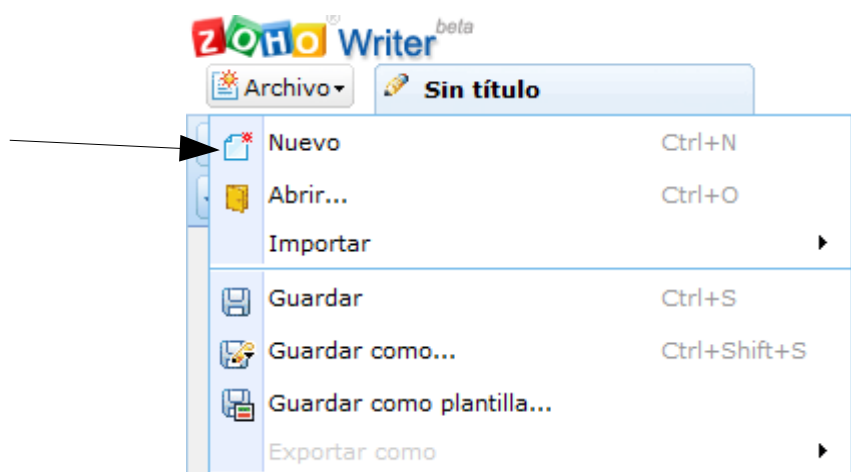 ZOHO® Writer beta
Archivo Sin título
Nuevo Ctrl+N
Abrir... Ctrl+O
Importar
Guardar Ctrl+S
Guardar como... Ctrl+Shift+S
Guardar como plantilla...
Exportar como